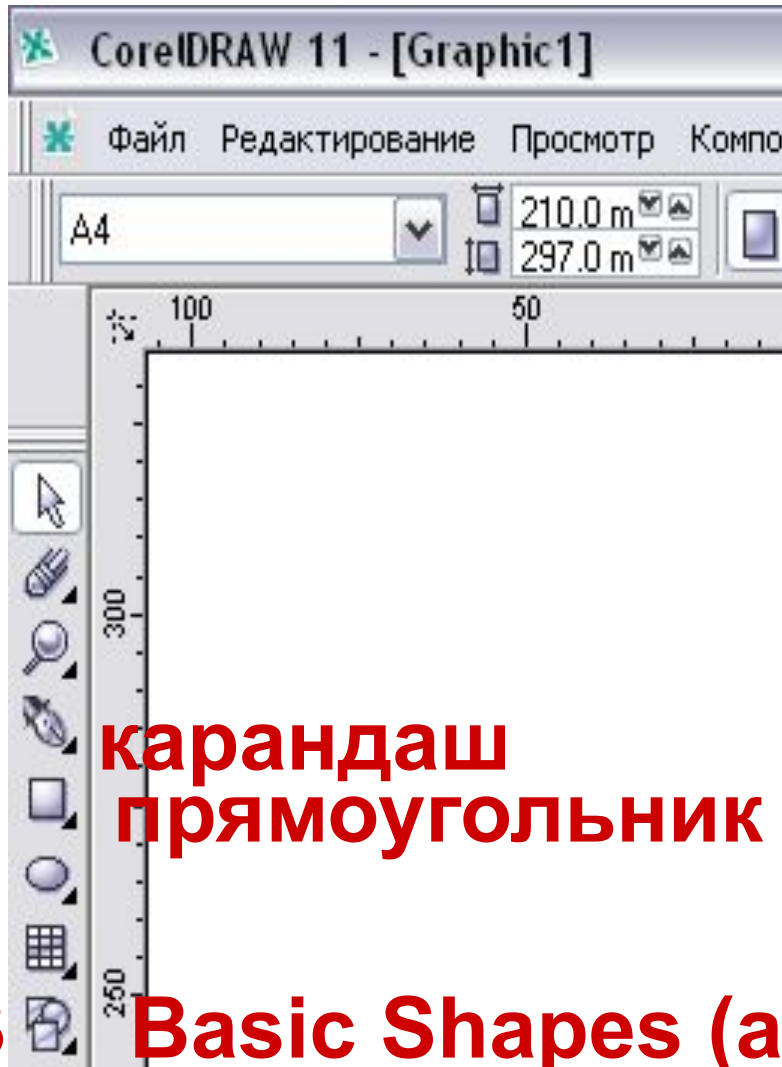 CorelDRAW 11 - [Graphic1]
Файл Редактирование Просмотр Компо
A4
210.0 m
297.0 m
100 50
300
карандаш
прямоугольник
250
Basic Shapes (a